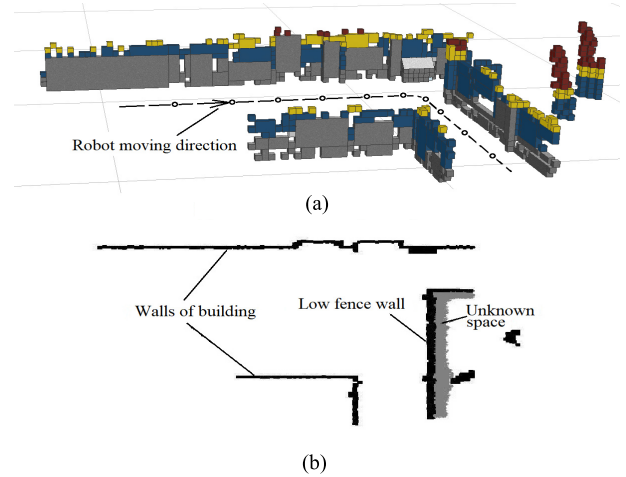 Robot moving
direction
(a)
Walls of building
Low fence wall
Unknown
space
(b)